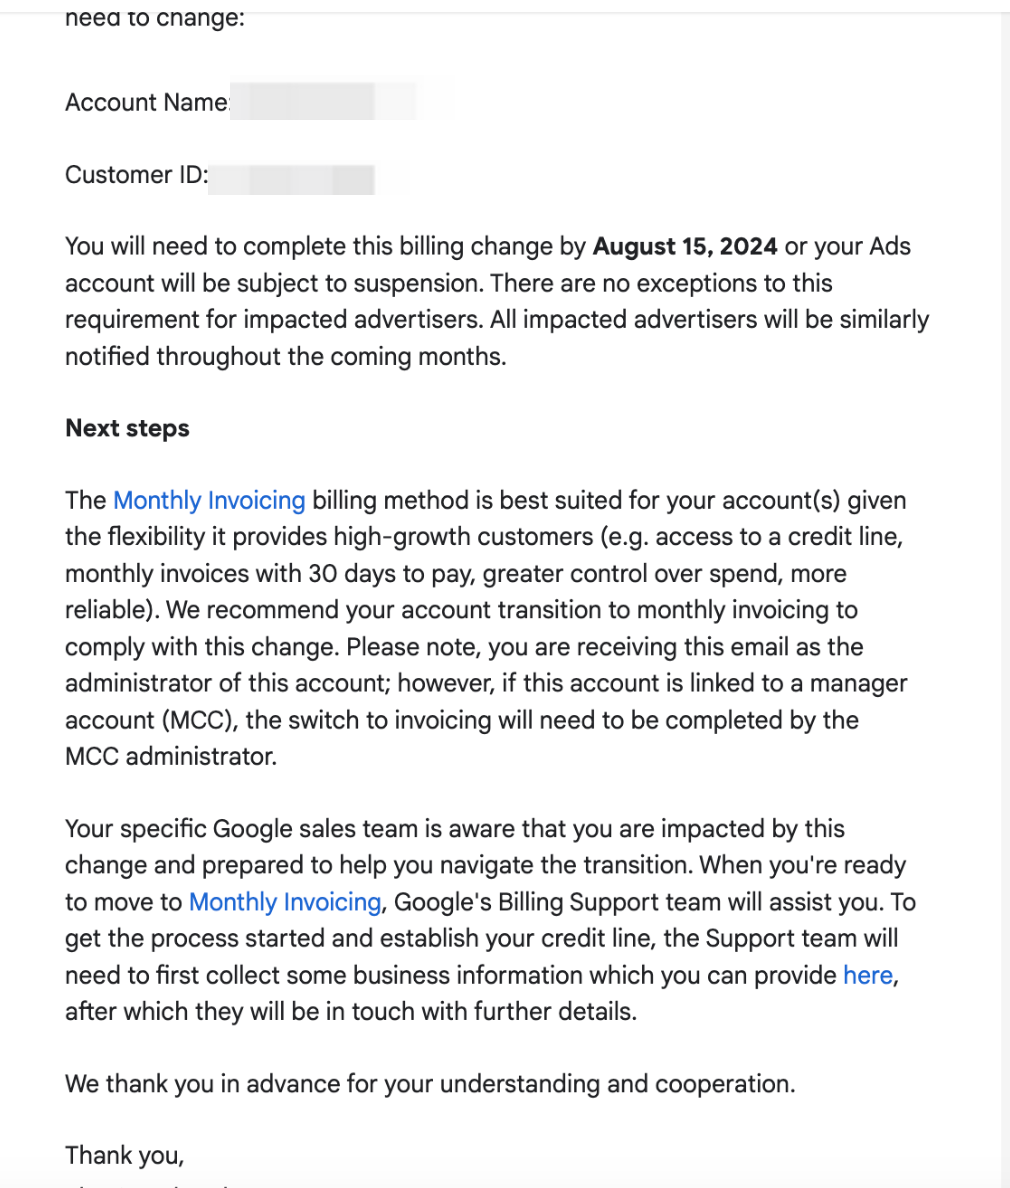 need to change:
Account Name:
Customer ID:
You will need to complete this billing change by August 15, 2024 or your Ads
account will be subject to suspension. There are no exceptions to this
requirement for impacted advertisers. All impacted advertisers will be similarly
notified throughout the coming months.
Next steps
The Monthly Invoicing billing method is best suited for your account(s) given
the flexibility it provides high-growth customers (e.g. access to a credit line,
monthly invoices with 30 days to pay, greater control over spend, more
reliable). We recommend your account transition to monthly invoicing to
comply with this change. Please note, you are receiving this email as the
administrator of this account; however, if this account is linked to a manager
account (MCC), the switch to invoicing will need to be completed by the
MCC administrator.
Your specific Google sales team is aware that you are impacted by this
change and prepared to help you navigate the transition. When you're ready
to move to Monthly Invoicing, Google's Billing Support team will assist you. To
get the process started and establish your credit line, the Support team will
need to first collect some business information which you can provide here,
after which they will be in touch with further details.
We thank you in advance for your understanding and cooperation.
Thank you,